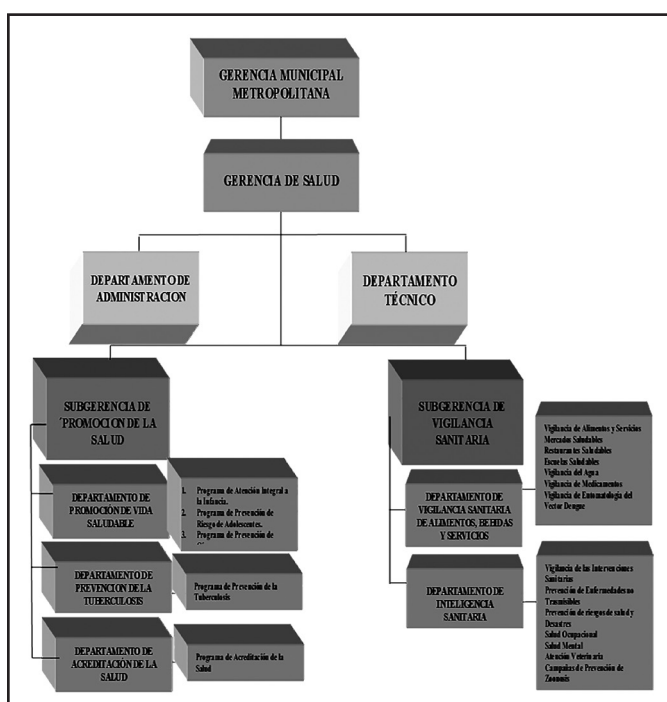 GERENCIA MUNICIPAL
METROPOLITANA
GERENCIA DE SALUD
DEPARTAMENTO DE
ADMINISTRACION
DEPARTAMENTO
TÉCNICO
SUBGERENCIA DE
PROMOCION DE LA
SALUD
DEPARTAMENTO DE
PROMOCIÓN DE VIDA
SALUDABLE
1. Programa de Atención Integral a
la Infancia.
2. Programa de Prevención de
Riesgo de Adolescentes.
3. Programa de Prevención de
DEPARTAMENTO DE
PREVENCION DE LA
TUBERCULOSIS
Programa de Prevención de la
Tuberculosis
DEPARTAMENTO DE
ACREDITACIÓN DE LA
SALUD
Programa de Acreditación de la
Salud
SUBGERENCIA DE
VIGILANCIA
SANITARIA
DEPARTAMENTO DE
VIGILANCIA SANITARIA
DE ALIMENTOS, BEBIDAS
Y SERVICIOS
Vigilancia de Alimentos y Servicios
Mercados Saludables
Restaurantes Saludables
Escuelas Saludables
Vigilancia del Agua
Vigilancia de Medicamentos
Vigilancia de Entomatología del
Vector Dengue
DEPARTAMENTO DE
INTELIGENCIA
SANITARIA
Vigilancia de las Intervenciones
Sanitarias
Prevención de Enfermedades no
Trasmisibles
Prevención de riesgos de salud y
Desastres
Salud Ocupacional
Salud Mental
Atención Veterinaria
Campañas de Prevención de
Zoonosis